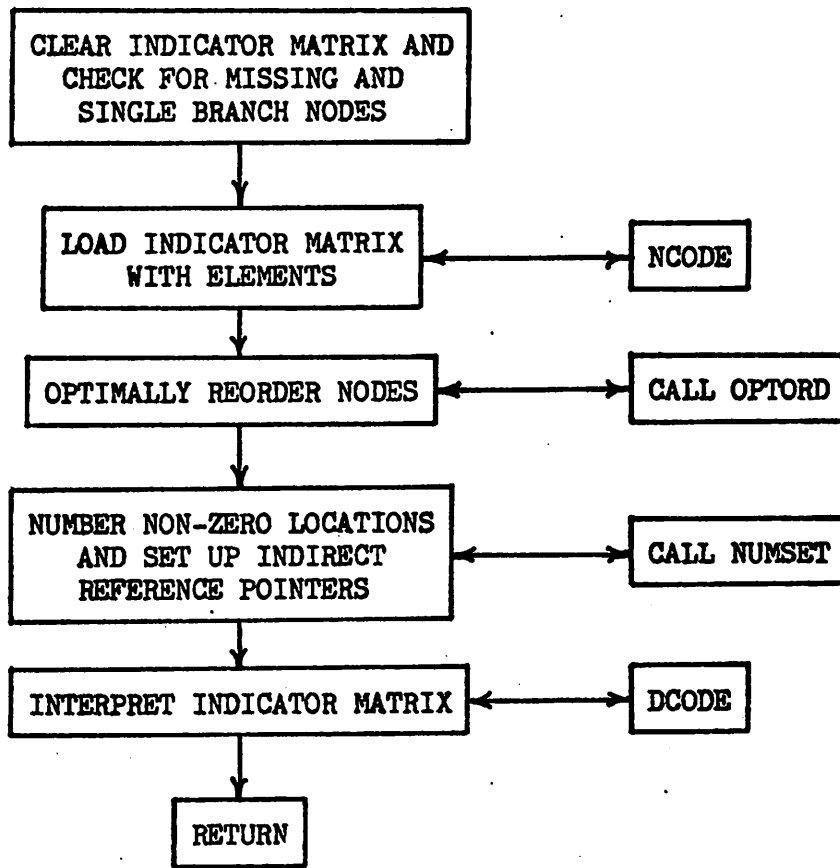 CLEAR INDICATOR MATRIX AND
CHECK FOR MISSING AND
SINGLE BRANCH NODES
LOAD INDICATOR MATRIX
WITH ELEMENTS
NCODE
OPTIMALLY REORDER NODES
CALL OPTORD
NUMBER NON-ZERO LOCATIONS
AND SET UP INDIRECT
REFERENCE POINTERS
CALL NUMSET
INTERPRET INDICATOR MATRIX
DCODE
RETURN